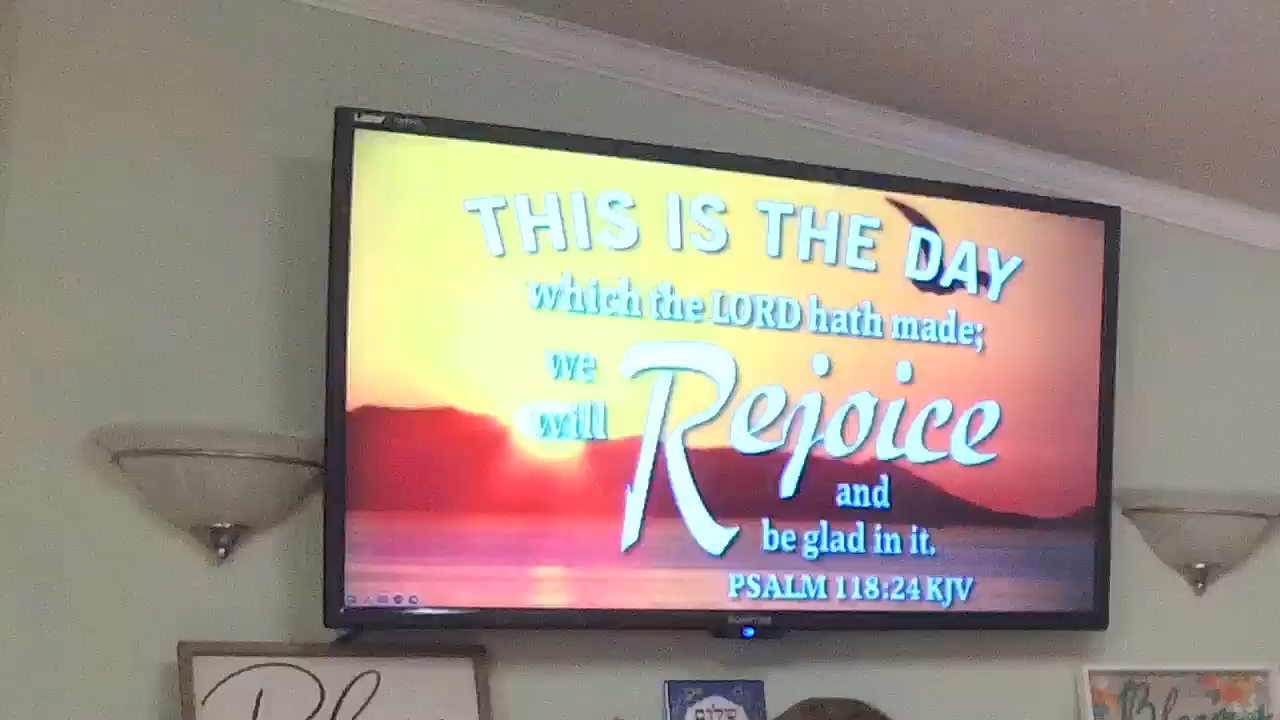 THIS IS THE DAY
which the LORD hath made;
we
will
Rejoice
and
be glad in it.
PSALM 118:24 KJV
שלום